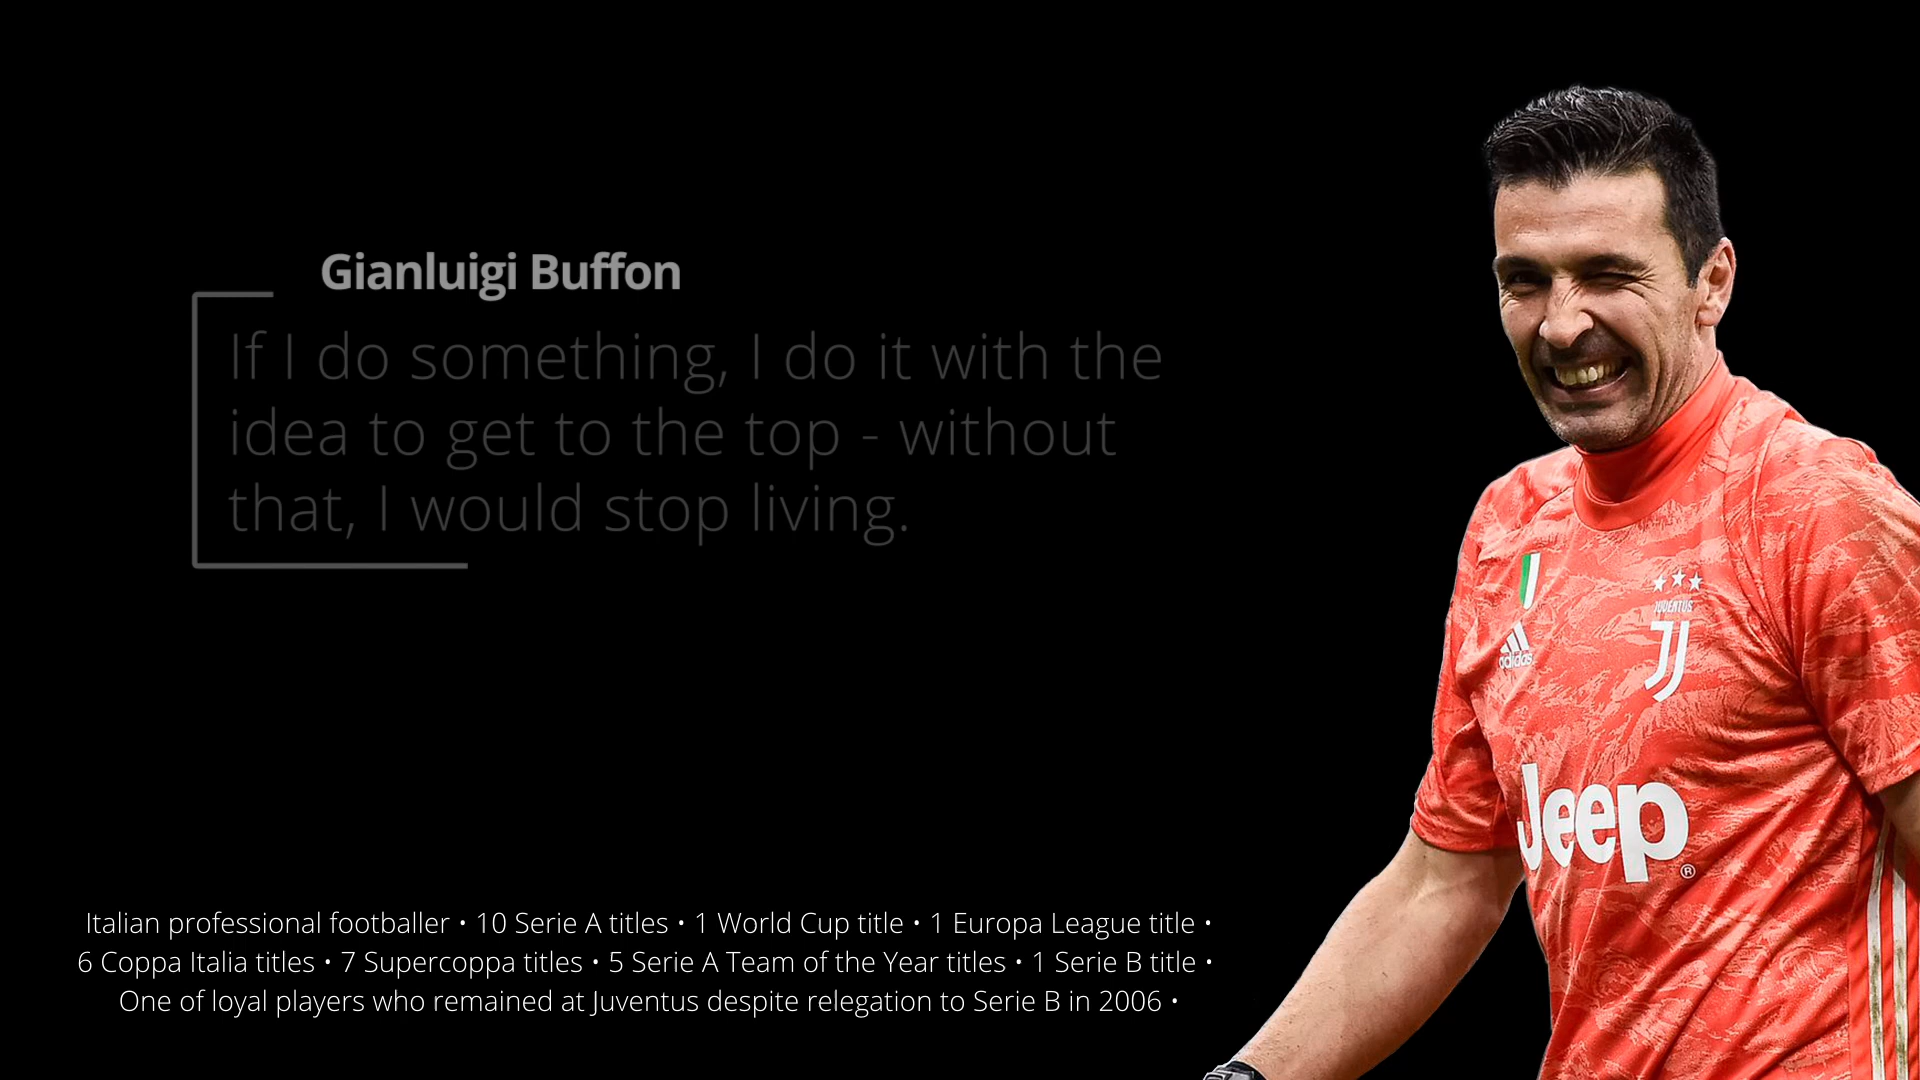 Gianluigi Buffon
If I do something, I do it with the
idea to get to the top - without
that, I would stop living.
JUVENTUS
adidas
Jeep
®
Italian professional footballer • 10 Serie A titles • 1 World Cup title • 1 Europa League title •
6 Coppa Italia titles • 7 Supercoppa titles • 5 Serie A Team of the Year titles • 1 Serie B title •
One of loyal players who remained at Juventus despite relegation to Serie B in 2006 •